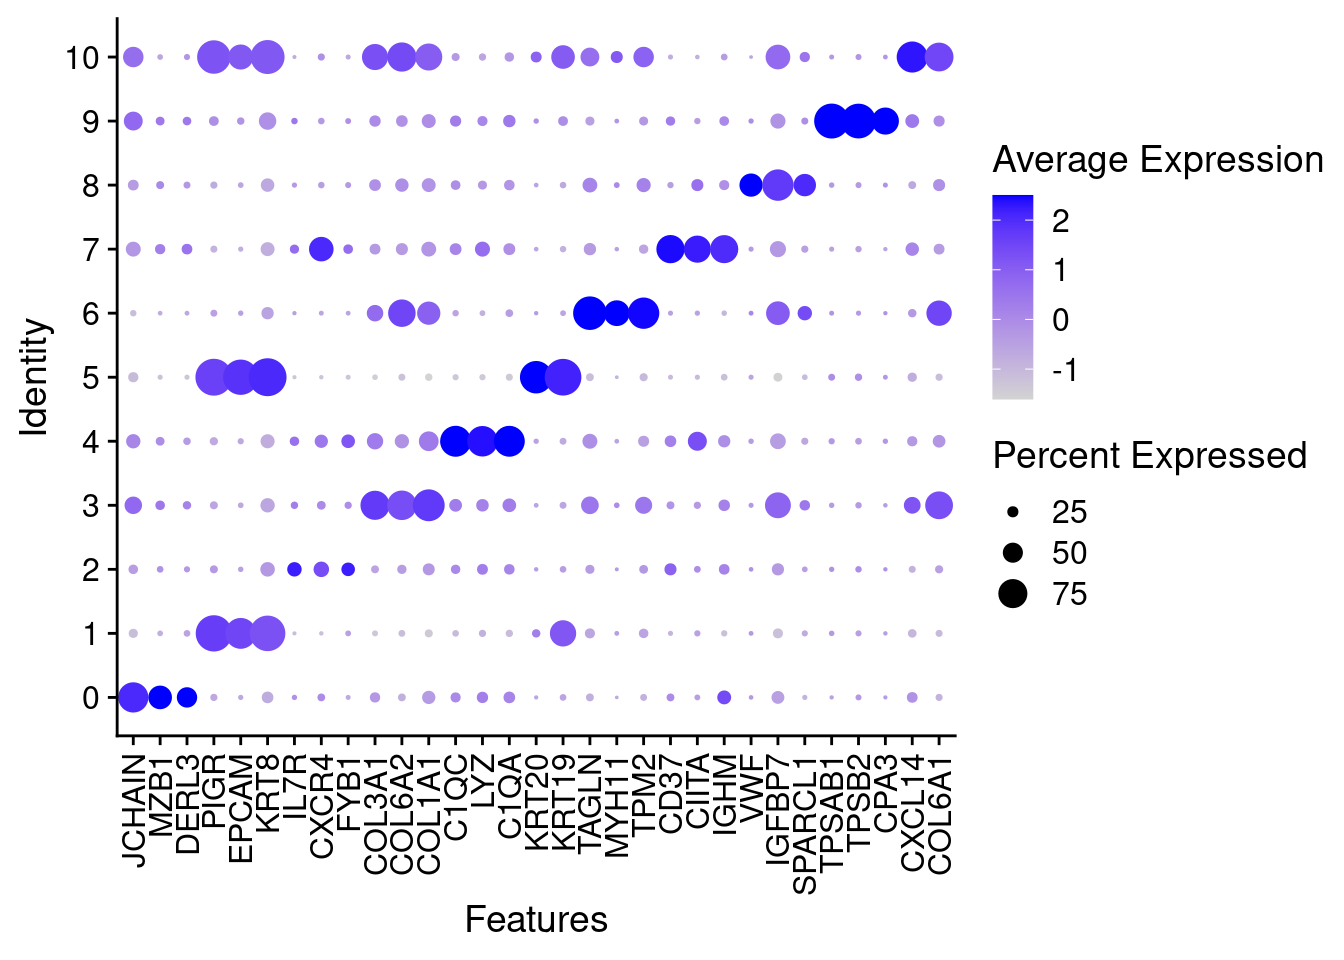 10
9
8
7
6
5
4
3
2
1
0
Identity
JCHAIN
MZB1
DERL3
PIGR
EPCAM
KRT8
IL7R
CXCR4
FYB1
COL3A1
COL6A2
COL1A1
C1QC
LYZ
C1QA
KRT20
KRT19
TAGLN
MYH11
TPM2
CD37
CIITA
IGHM
VWF
IGFBP7
SPARCL1
TPSAB1
TPSB2
CPA3
CXCL14
COL6A1
Features
Average Expression
2
1
0
-1
Percent Expressed
25
50
75